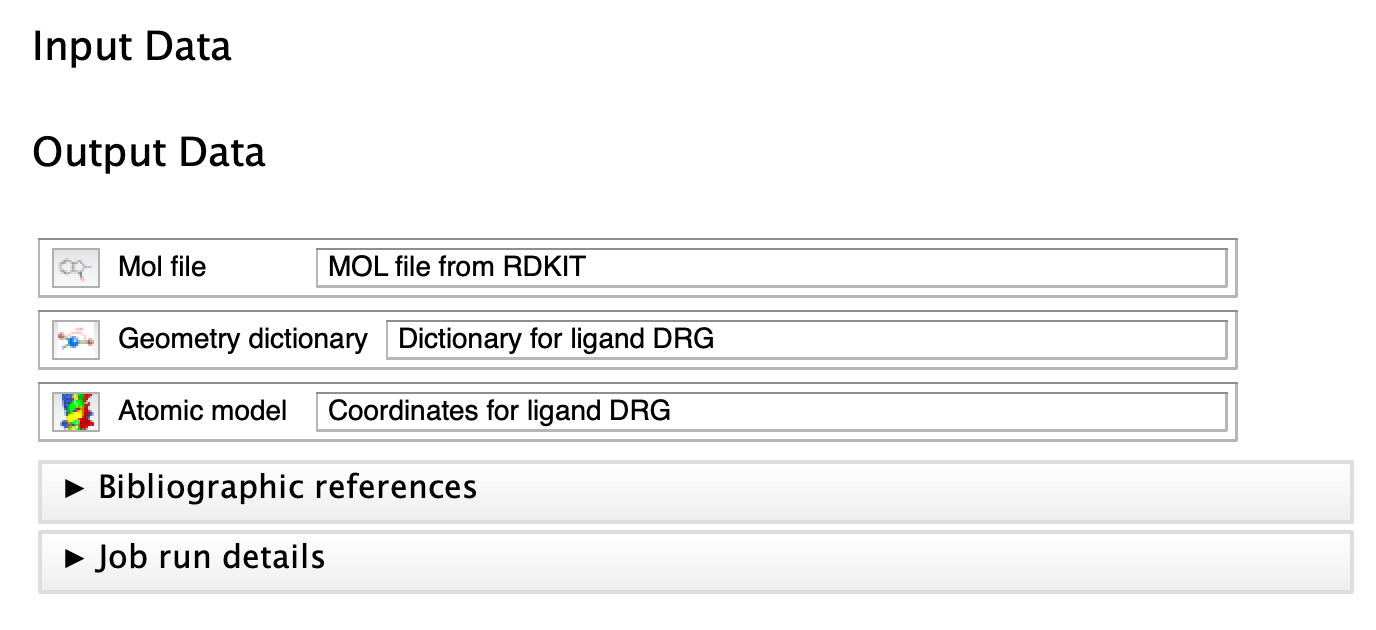 Input Data
Output Data
Mol file MOL file from RDKIT
Geometry dictionary Dictionary for ligand DRG
Atomic model Coordinates for ligand DRG
► Bibliographic references
► Job run details